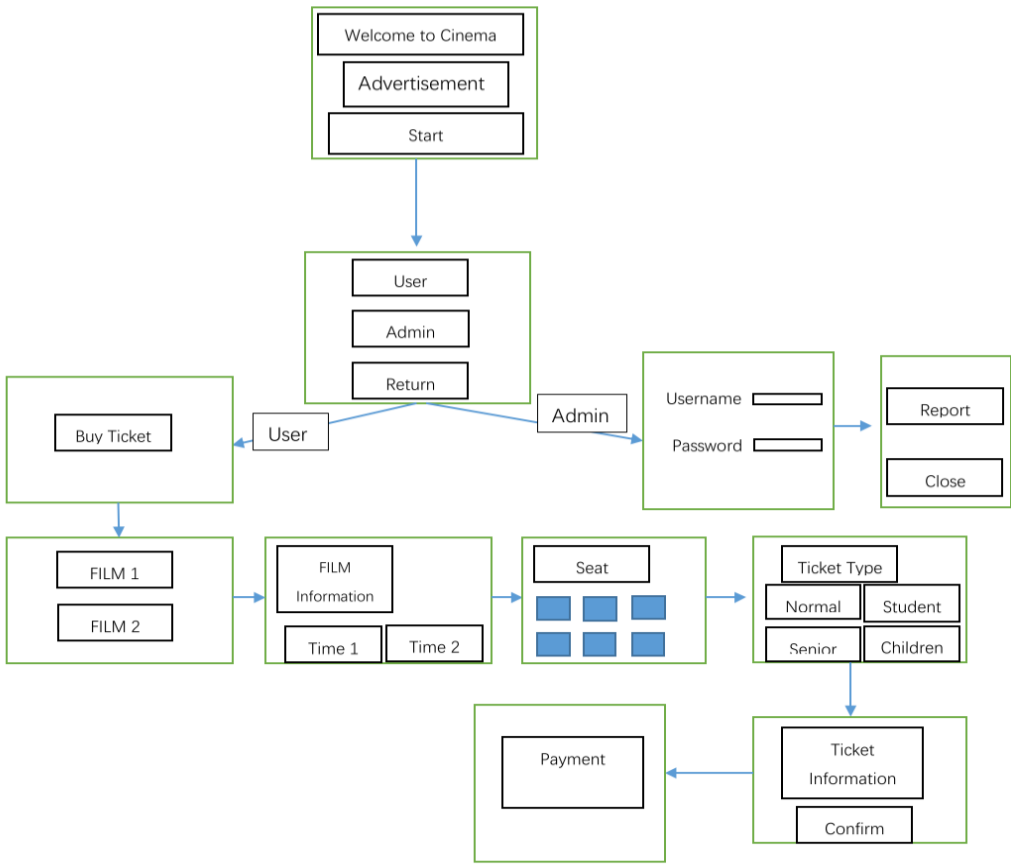 Welcome to Cinema
Advertisement
Start
User
Admin
Return
User
Admin
Username
Password
Report
Close
Buy Ticket
FILM 1
FILM 2
FILM
Information
Time 1
Time 2
Seat
Ticket Type
Normal
Student
Senior
Children
Payment
Ticket
Information
Confirm